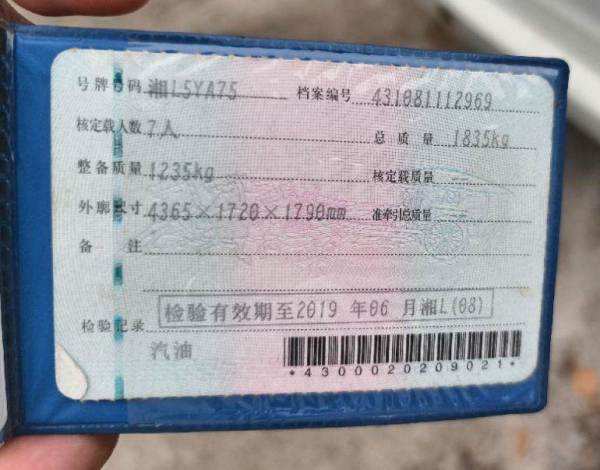 号牌号码 湘L5YA75 档案编号 431081112969
核定载人数 7人 总质量 1835kg
整备质量 1235kg 核定载质量
外廓尺寸 4365×1720×1790mm 准牵引总质量
备注
检验记录 检验有效期至2019年06月湘L(08)
汽油
*4300020209021*